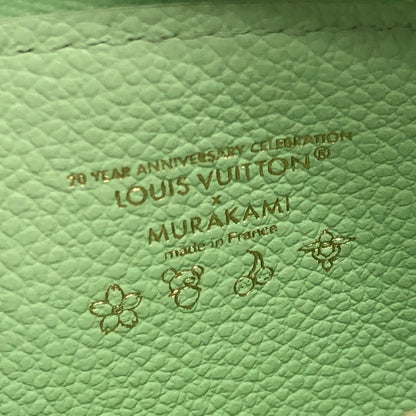 20 YEAR ANNIVERSARY CELEBRATION
LOUIS VUITTON®
x
MURAKAMI
made in France